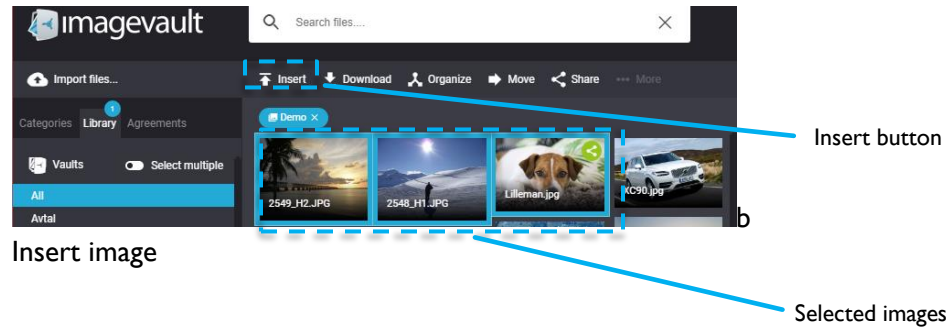 imagevault
Search files....
Import files...
Insert Download Organize Move Share More
Categories Library 1 Agreements
Demo
Vaults Select multiple
All
Avtal
2549_H2.JPG 2548_H1.JPG Lilleman.jpg XC90.jpg
Insert button
b
Insert image
Selected images